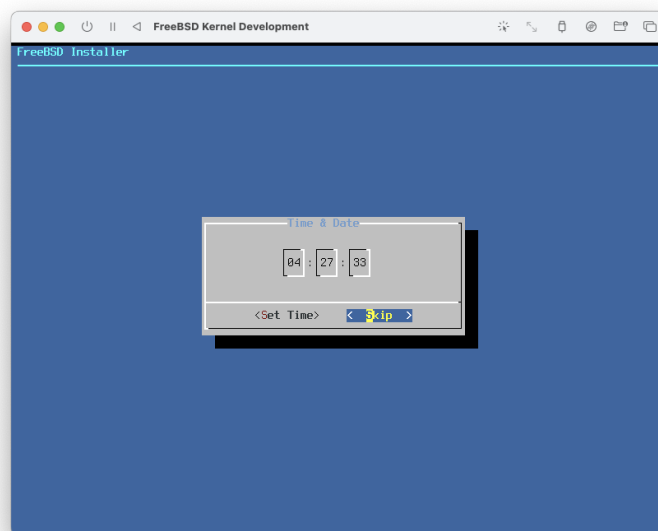 FreeBSD Kernel Development
FreeBSD Installer
Time & Date
04 : 27 : 33
<Set Time> < Skip >